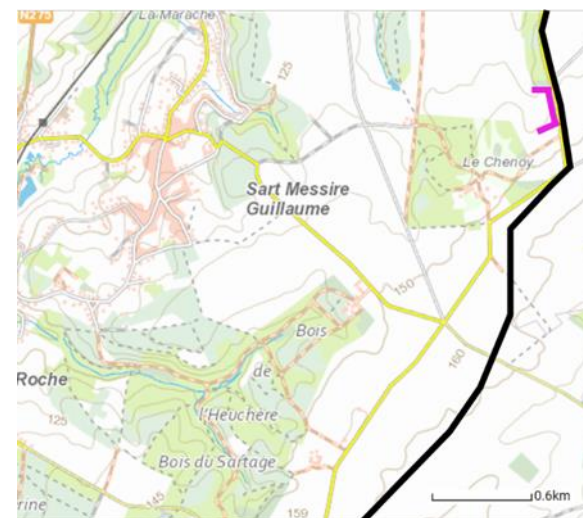 N275
La Marache
125
Le Chenoy
Sart Messire
Guillaume
150
Bois
160
de
Roche
l'Heuchère
125
Bois du Sartage
145
159
rine
0.6km